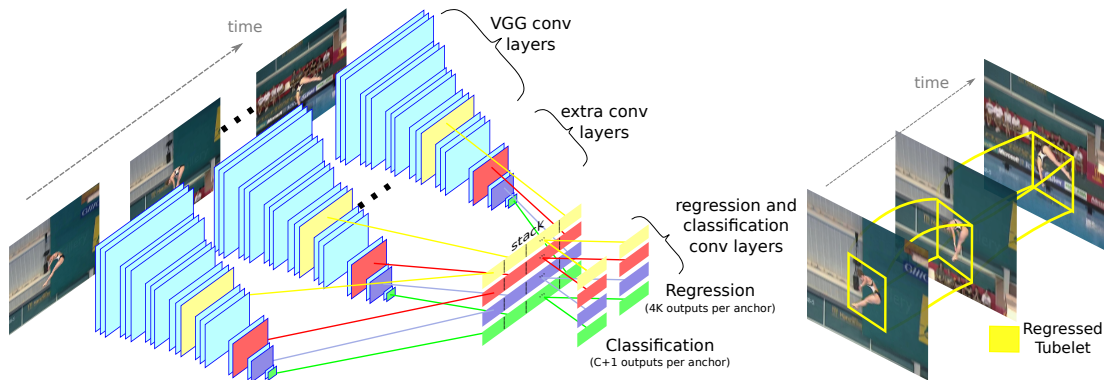 time
VGG conv
layers
extra conv
layers
stack
regression and
classification
conv layers
Regression
(4K outputs per anchor)
Classification
(C+1 outputs per anchor)
time
Regressed
Tubelet